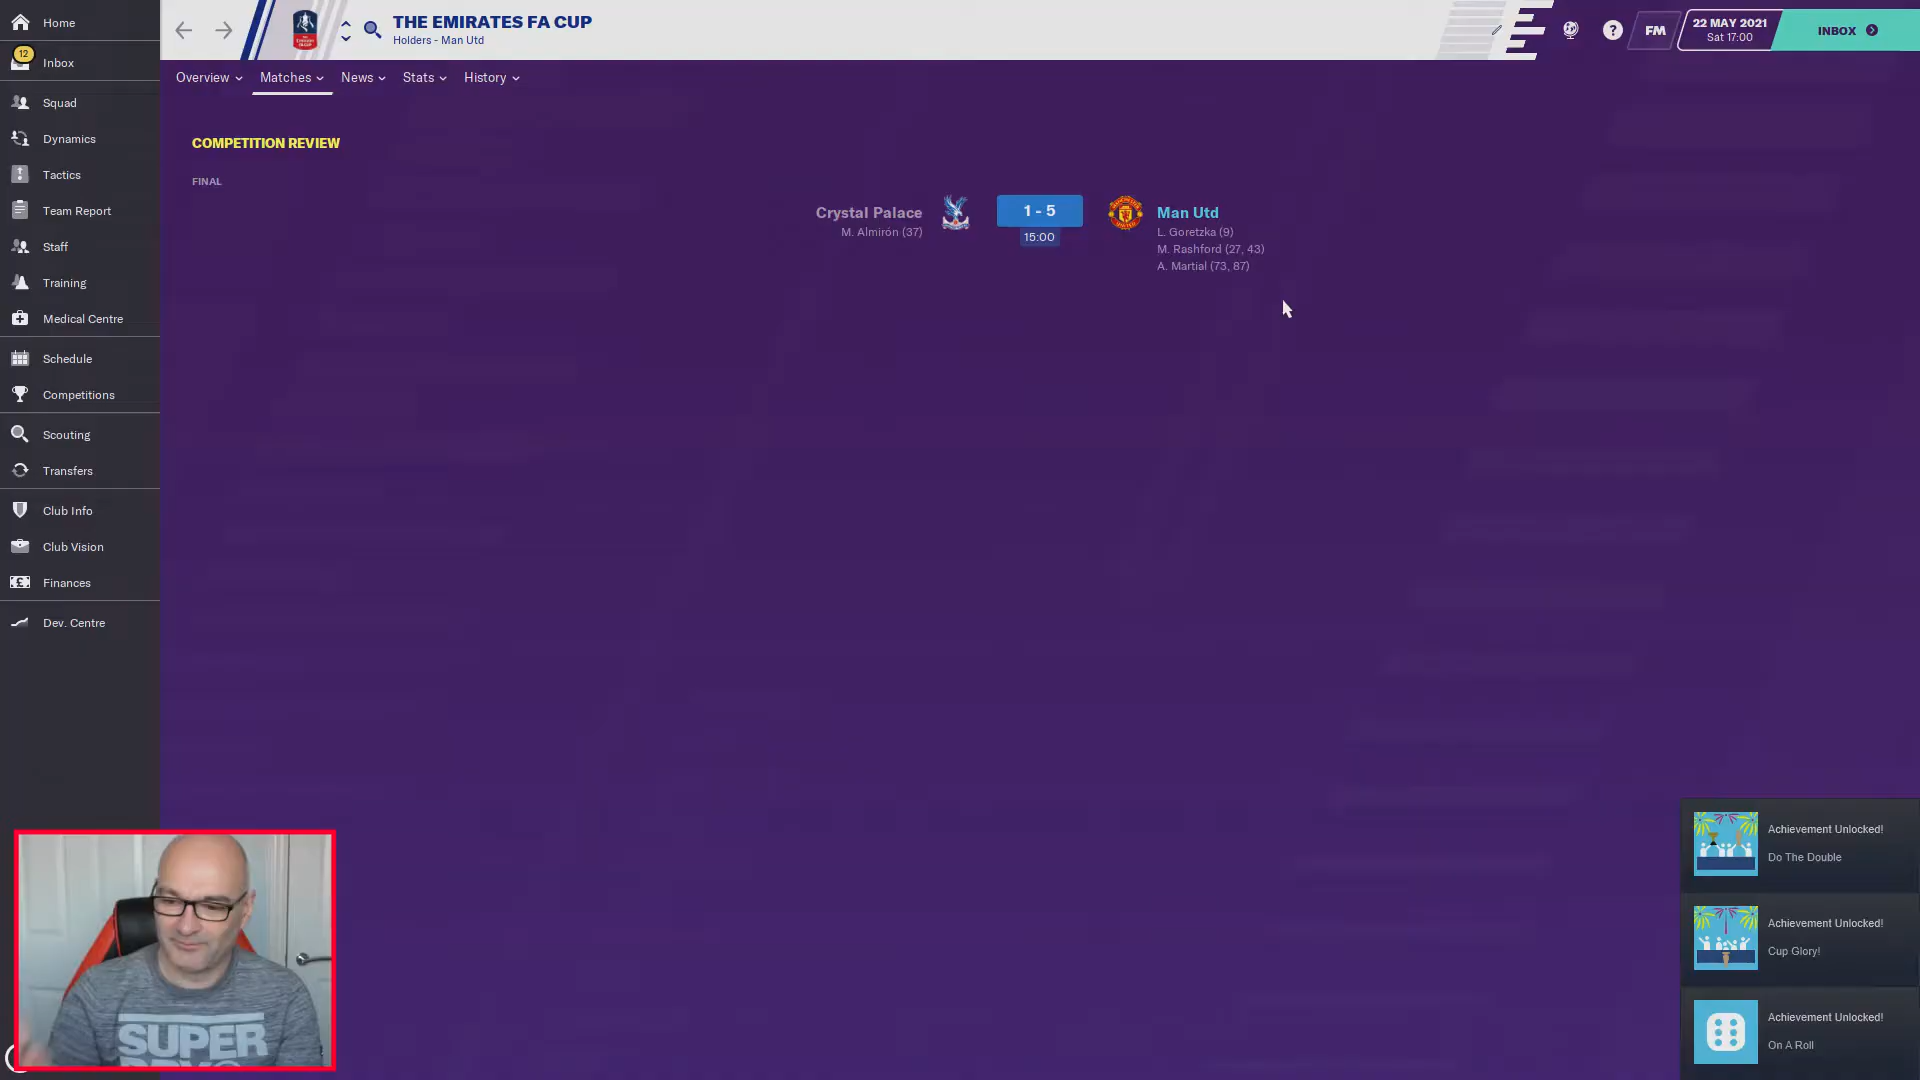 Home
12
Inbox
Squad
Dynamics
Tactics
Team Report
Staff
Training
Medical Centre
Schedule
Competitions
Scouting
Transfers
Club Info
Club Vision
Finances
Dev. Centre
THE EMIRATES FA CUP
Holders - Man Utd
?
FM
22 MAY 2021
Sat 17:00
INBOX
Overview
Matches
News
Stats
History
COMPETITION REVIEW
FINAL
Crystal Palace
M. Almirón (37)
1 - 5
15:00
Man Utd
L. Goretzka (9)
M. Rashford (27, 43)
A. Martial (73, 87)
Achievement Unlocked!
Do The Double
Achievement Unlocked!
Cup Glory!
Achievement Unlocked!
On A Roll
SUPER